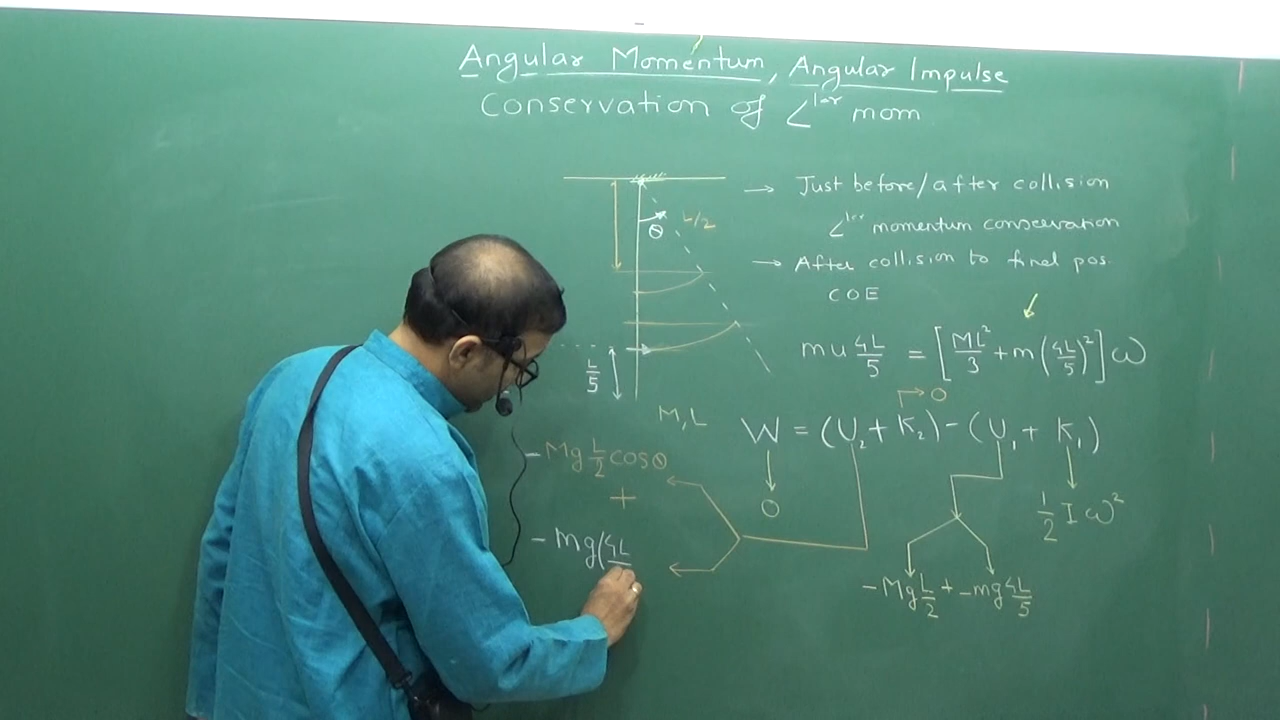 Angular Momentum, Angular Impulse
Conservation of ∠lar mom
→ Just before/after collision
∠lar momentum conservation
→ After collision to final pos.
COE
θ
L/2
L/5
M,L
mu 4L/5 = [ML²/3 + m(4L/5)²]ω
→ 0
W = (U₂ + K₂) - (U₁ + K₁)
0
1/2 I ω²
-Mg L/2 cosθ
+
-Mg(4L
-Mg L/2 + -mg 4L/5